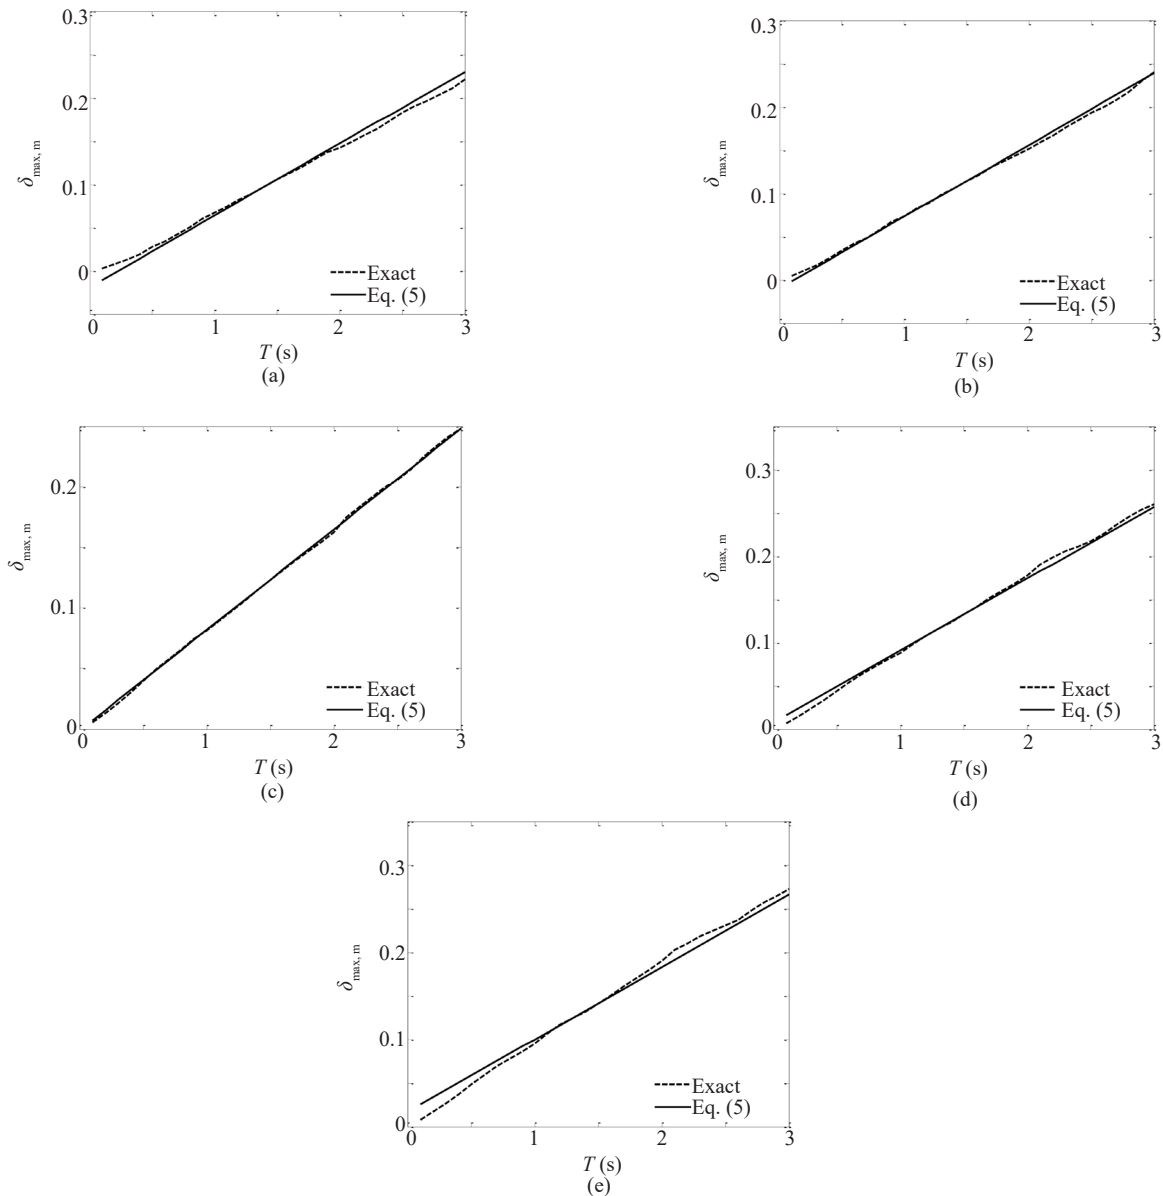 0.3
0.2
δmax, m
0.1
0
Exact
Eq. (5)
0 1 2 3
T (s)
(a)
0.3
0.2
δmax, m
0.1
0
Exact
Eq. (5)
0 1 2 3
T (s)
(b)
0.2
δmax, m
0.1
0
Exact
Eq. (5)
0 1 2 3
T (s)
(c)
0.3
0.2
δmax, m
0.1
0
Exact
Eq. (5)
0 1 2 3
T (s)
(d)
0.3
0.2
δmax, m
0.1
0
Exact
Eq. (5)
0 1 2 3
T (s)
(e)